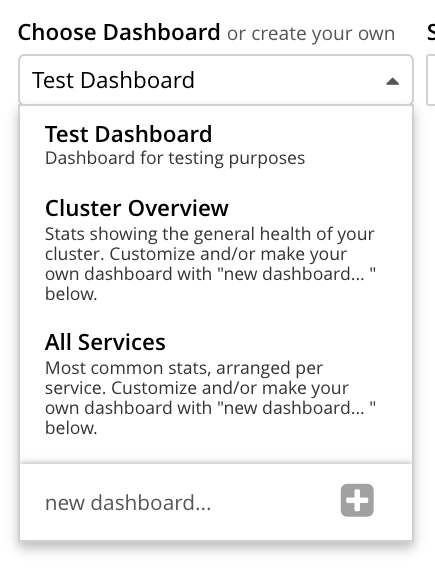 Choose Dashboard or create your own S
Test Dashboard
Test Dashboard
Dashboard for testing purposes
Cluster Overview
Stats showing the general health of your
cluster. Customize and/or make your
own dashboard with "new dashboard... "
below.
All Services
Most common stats, arranged per
service. Customize and/or make your
own dashboard with "new dashboard... "
below.
new dashboard...